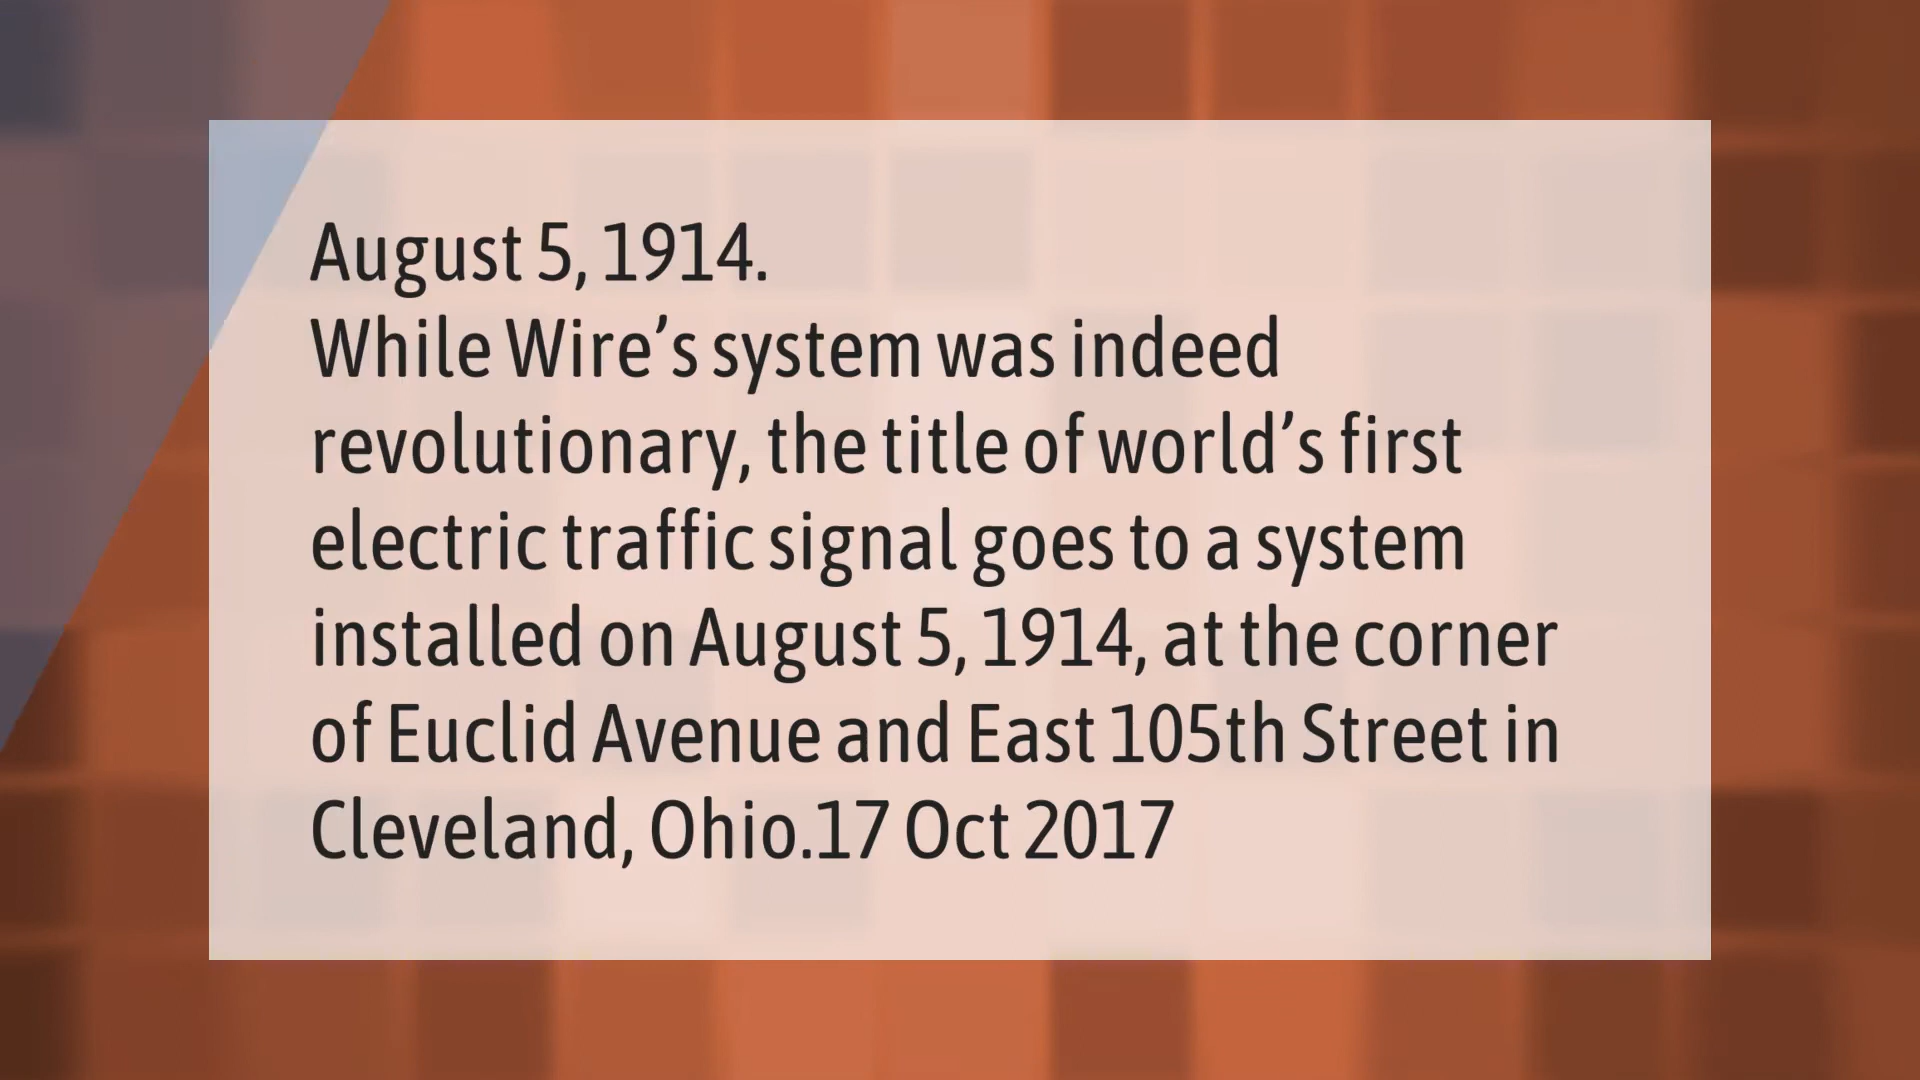 August 5, 1914.
While Wire’s system was indeed
revolutionary, the title of world’s first
electric traffic signal goes to a system
installed on August 5, 1914, at the corner
of Euclid Avenue and East 105th Street in
Cleveland, Ohio.17 Oct 2017